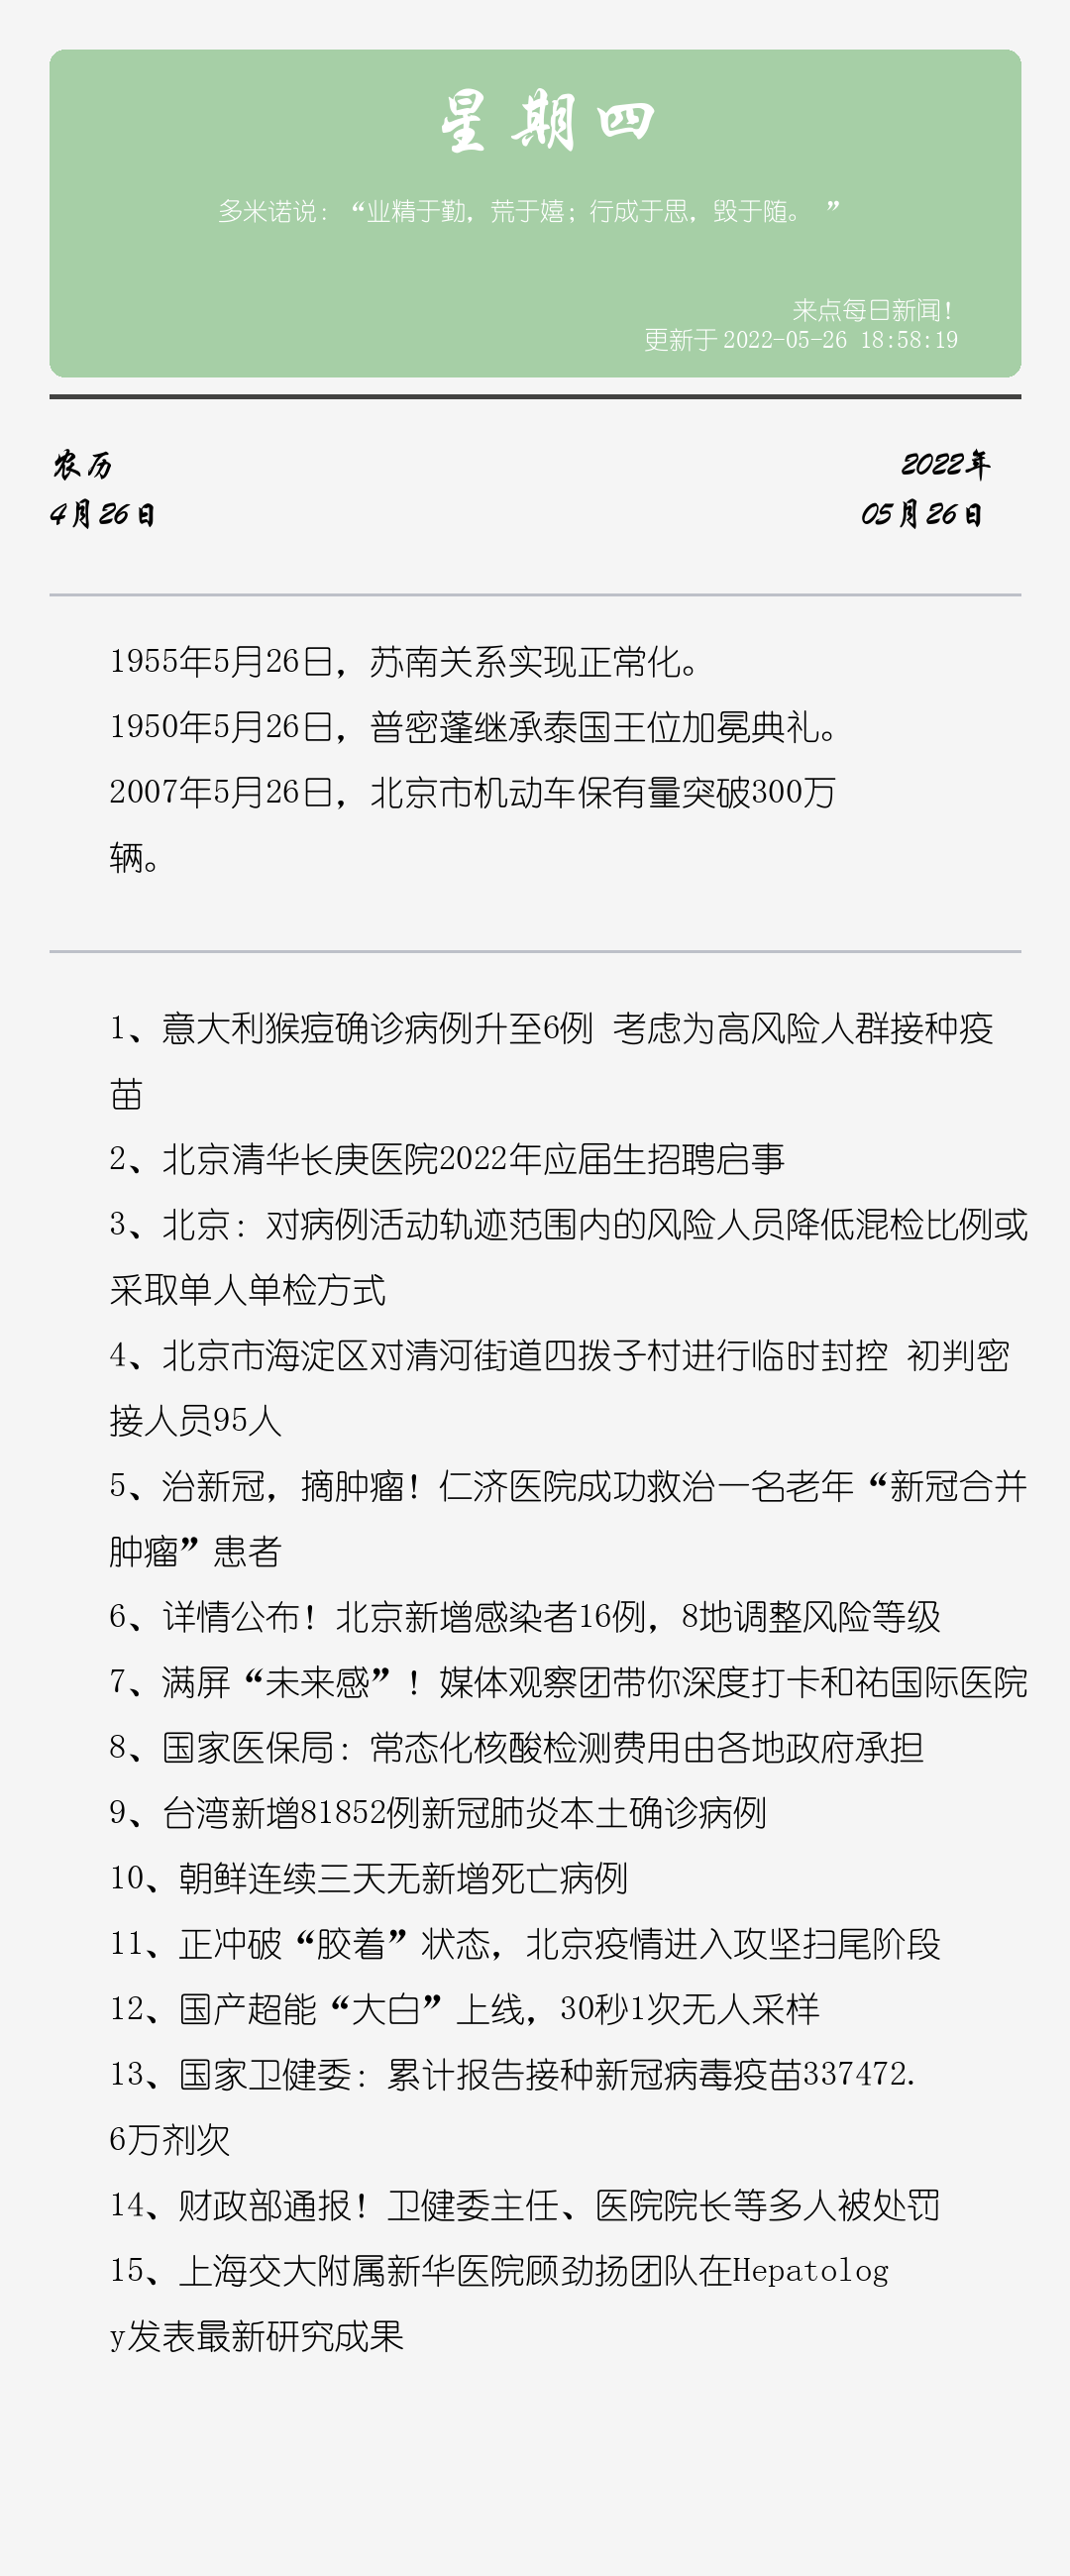 星期四
多米诺说：“业精于勤，荒于嬉；行成于思，毁于随。 ”
来点每日新闻！
更新于 2022-05-26 18:58:19
农历
2022年
4月26日
05月26日
1955年5月26日，苏南关系实现正常化。
1950年5月26日，普密蓬继承泰国王位加冕典礼。
2007年5月26日，北京市机动车保有量突破300万
辆。
1、意大利猴痘确诊病例升至6例 考虑为高风险人群接种疫
苗
2、北京清华长庚医院2022年应届生招聘启事
3、北京：对病例活动轨迹范围内的风险人员降低混检比例或
采取单人单检方式
4、北京市海淀区对清河街道四拨子村进行临时封控 初判密
接人员95人
5、治新冠，摘肿瘤！仁济医院成功救治一名老年“新冠合并
肿瘤”患者
6、详情公布！北京新增感染者16例，8地调整风险等级
7、满屏“未来感”！媒体观察团带你深度打卡和祐国际医院
8、国家医保局：常态化核酸检测费用由各地政府承担
9、台湾新增81852例新冠肺炎本土确诊病例
10、朝鲜连续三天无新增死亡病例
11、正冲破“胶着”状态，北京疫情进入攻坚扫尾阶段
12、国产超能“大白”上线，30秒1次无人采样
13、国家卫健委：累计报告接种新冠病毒疫苗337472.
6万剂次
14、财政部通报！卫健委主任、医院院长等多人被处罚
15、上海交大附属新华医院顾劲扬团队在Hepatolog
y发表最新研究成果